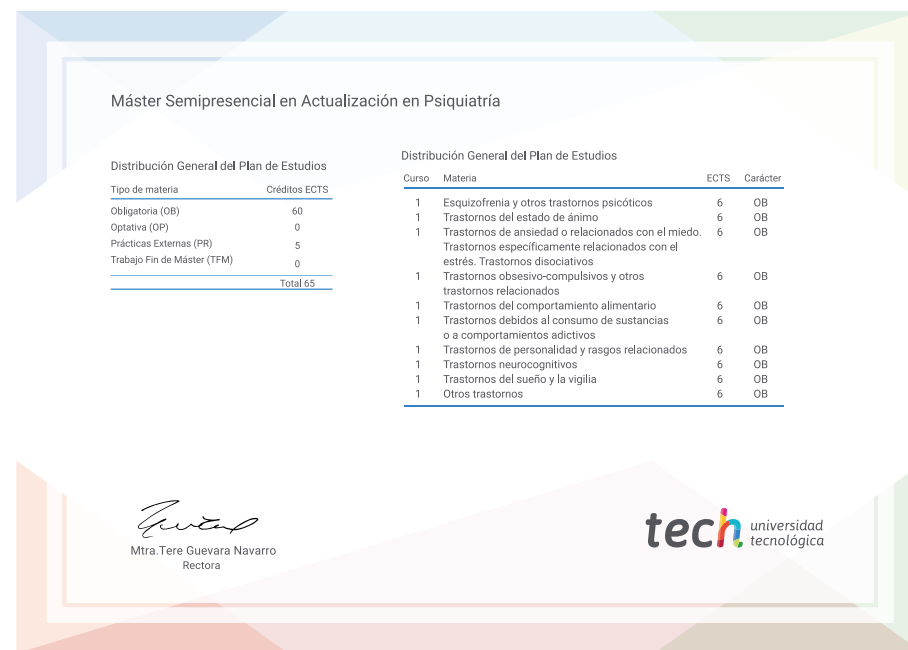 Máster Semipresencial en Actualización en Psiquiatría
Distribución General del Plan de Estudios
Tipo de materia Créditos ECTS
Obligatoria (OB) 60
Optativa (OP) 0
Prácticas Externas (PR) 5
Trabajo Fin de Máster (TFM) 0
Total 65
Distribución General del Plan de Estudios
Curso Materia ECTS Carácter
1 Esquizofrenia y otros trastornos psicóticos 6 OB
1 Trastornos del estado de ánimo 6 OB
1 Trastornos de ansiedad o relacionados con el miedo. 6 OB
Trastornos específicamente relacionados con el
estrés. Trastornos disociativos
1 Trastornos obsesivo-compulsivos y otros 6 OB
trastornos relacionados
1 Trastornos del comportamiento alimentario 6 OB
1 Trastornos debidos al consumo de sustancias 6 OB
o a comportamientos adictivos
1 Trastornos de personalidad y rasgos relacionados 6 OB
1 Trastornos neurocognitivos 6 OB
1 Trastornos del sueño y la vigilia 6 OB
1 Otros trastornos 6 OB
Mtra.Tere Guevara Navarro
Rectora
tech universidad
tecnológica